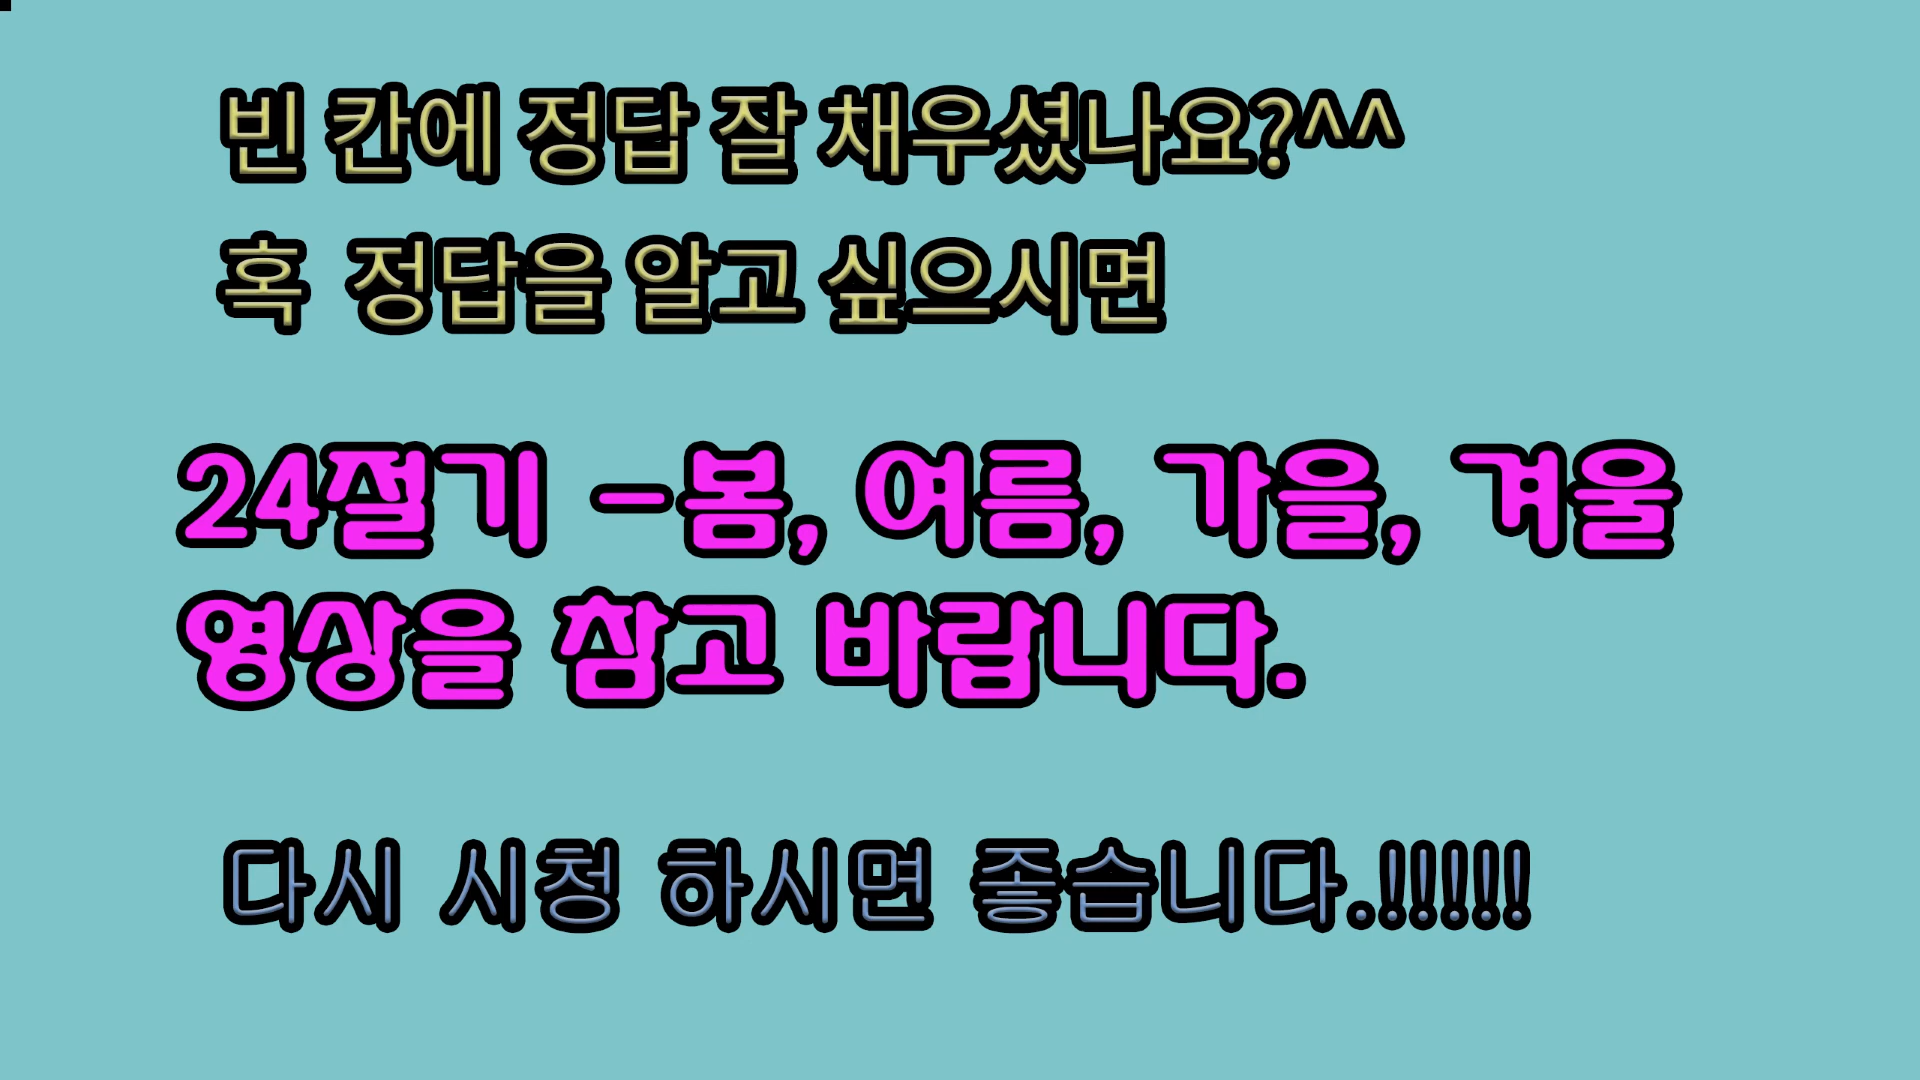 빈 칸에 정답 잘 채우셨나요?^^
혹 정답을 알고 싶으시면
24절기 -봄, 여름, 가을, 겨울
영상을 참고 바랍니다.
다시 시청 하시면 좋습니다.!!!!!